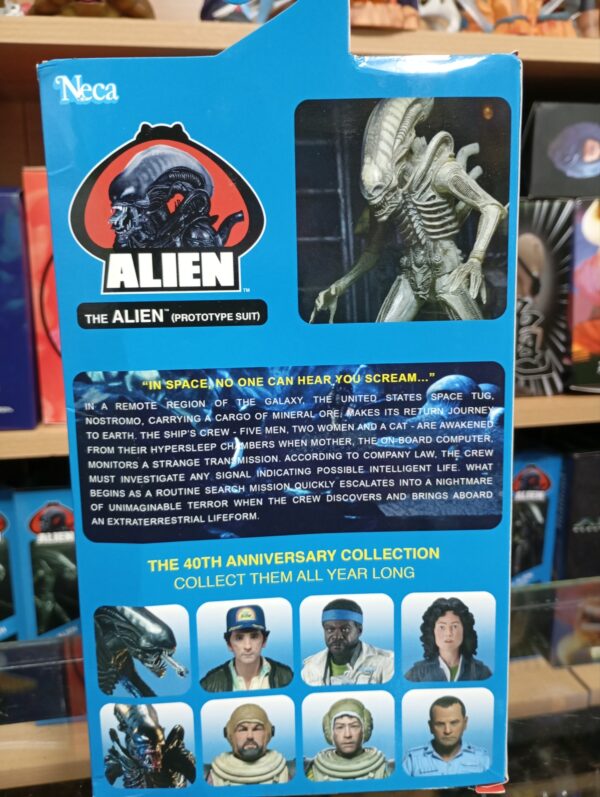 Neca
ALIEN™
THE ALIEN™ (PROTOTYPE SUIT)
"IN SPACE, NO ONE CAN HEAR YOU SCREAM..."
IN A REMOTE REGION OF THE GALAXY, THE UNITED STATES SPACE TUG,
NOSTROMO, CARRYING A CARGO OF MINERAL ORE, MAKES ITS RETURN JOURNEY
TO EARTH. THE SHIP'S CREW - FIVE MEN, TWO WOMEN AND A CAT - ARE AWAKENED
FROM THEIR HYPERSLEEP CHAMBERS WHEN MOTHER, THE ON-BOARD COMPUTER,
MONITORS A STRANGE TRANSMISSION. ACCORDING TO COMPANY LAW, THE CREW
MUST INVESTIGATE ANY SIGNAL INDICATING POSSIBLE INTELLIGENT LIFE. WHAT
BEGINS AS A ROUTINE SEARCH MISSION QUICKLY ESCALATES INTO A NIGHTMARE
OF UNIMAGINABLE TERROR WHEN THE CREW DISCOVERS AND BRINGS ABOARD
AN EXTRATERRESTRIAL LIFEFORM.
THE 40TH ANNIVERSARY COLLECTION
COLLECT THEM ALL YEAR LONG
ALIEN
ALIEN